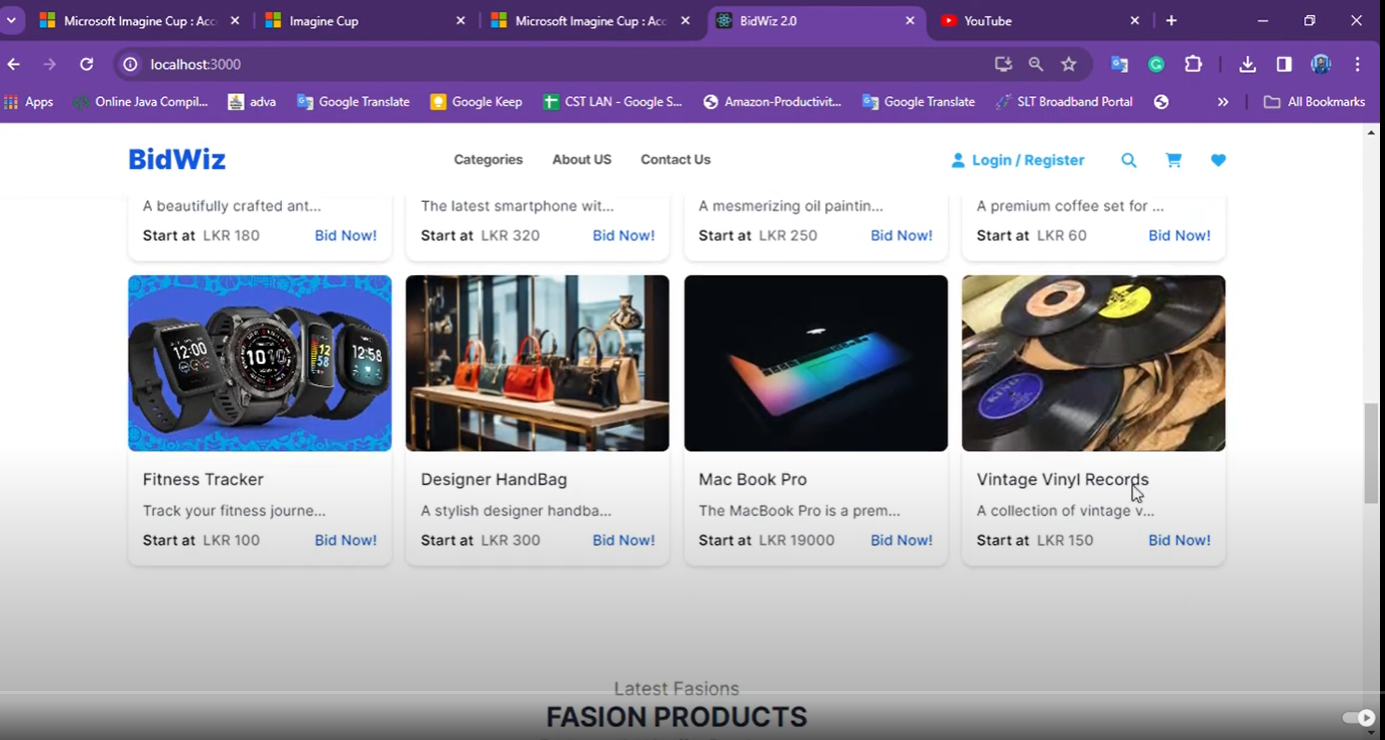 Microsoft Imagine Cup : Acc
Imagine Cup
Microsoft Imagine Cup : Acc
BidWiz 2.0
YouTube
localhost:3000
Apps
Online Java Compil...
adva
Google Translate
Google Keep
CST LAN - Google S...
Amazon-Productivit...
Google Translate
SLT Broadband Portal
»
All Bookmarks
BidWiz
Categories
About US
Contact Us
Login / Register
A beautifully crafted ant...
The latest smartphone wit...
A mesmerizing oil paintin...
A premium coffee set for ...
Start at LKR 180 Bid Now!
Start at LKR 320 Bid Now!
Start at LKR 250 Bid Now!
Start at LKR 60 Bid Now!
12:00
10 10
12:58
KING
Fitness Tracker
Designer HandBag
Mac Book Pro
Vintage Vinyl Records
Track your fitness journe...
A stylish designer handba...
The MacBook Pro is a prem...
A collection of vintage v...
Start at LKR 100 Bid Now!
Start at LKR 300 Bid Now!
Start at LKR 19000 Bid Now!
Start at LKR 150 Bid Now!
Latest Fasions
FASION PRODUCTS